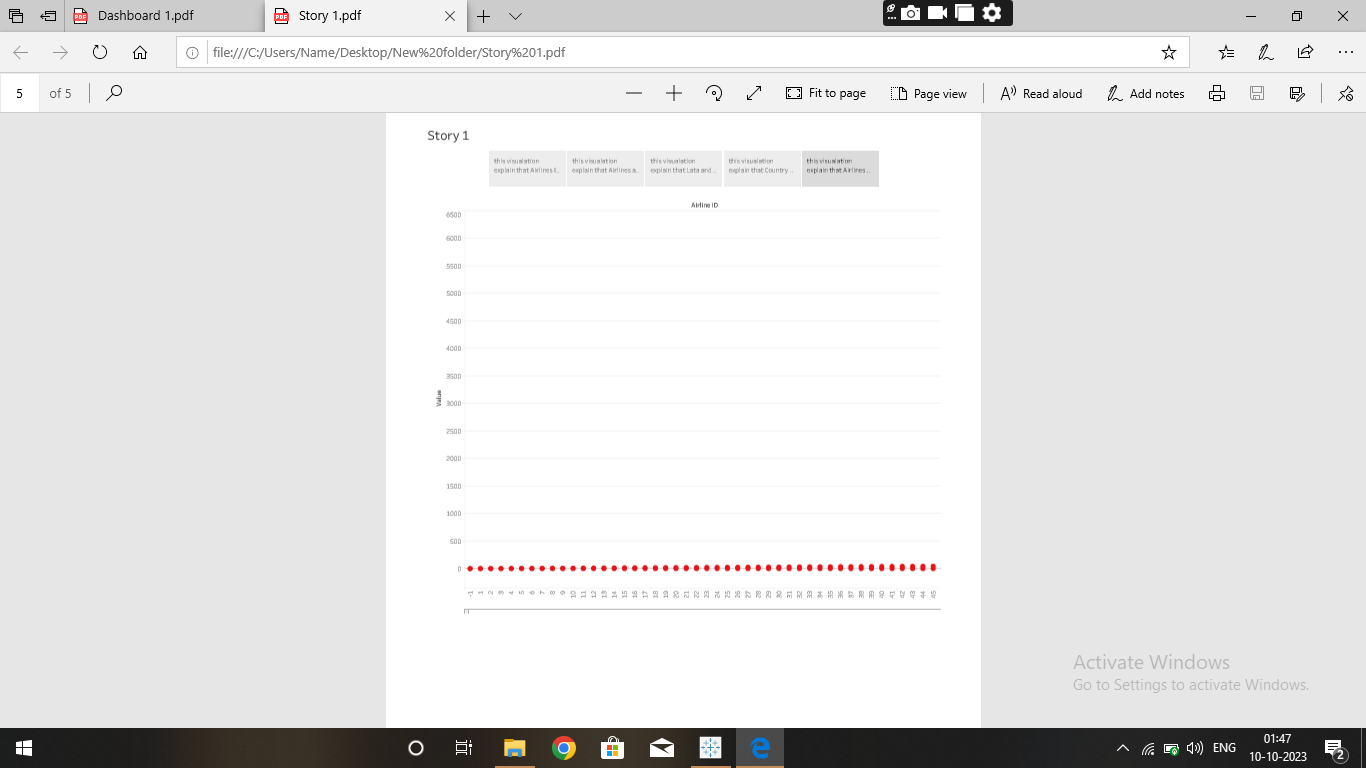 Dashboard 1.pdf
Story 1.pdf
file:///C:/Users/Name/Desktop/New%20folder/Story%201.pdf
5 of 5
Fit to page
Page view
Read aloud
Add notes
Story 1
this visualation
explain that Airlines
this visualation
explain that Airlines a..
this visualation
explain that Lata and ..
this visualation
explain that Country ..
this visualation
explain that Airlines ..
Airline ID
6500
6000
5500
5000
4500
4000
3500
3000
2500
2000
1500
1000
500
0
Value
-1 1 2 3 4 5 6 7 8 9 10 11 12 13 14 15 16 17 18 19 20 21 22 23 24 25 26 27 28 29 30 31 32 33 34 35 36 37 38 39 40 41 42 43 44 45
Activate Windows
Go to Settings to activate Windows.
ENG
01:47
10-10-2023
2